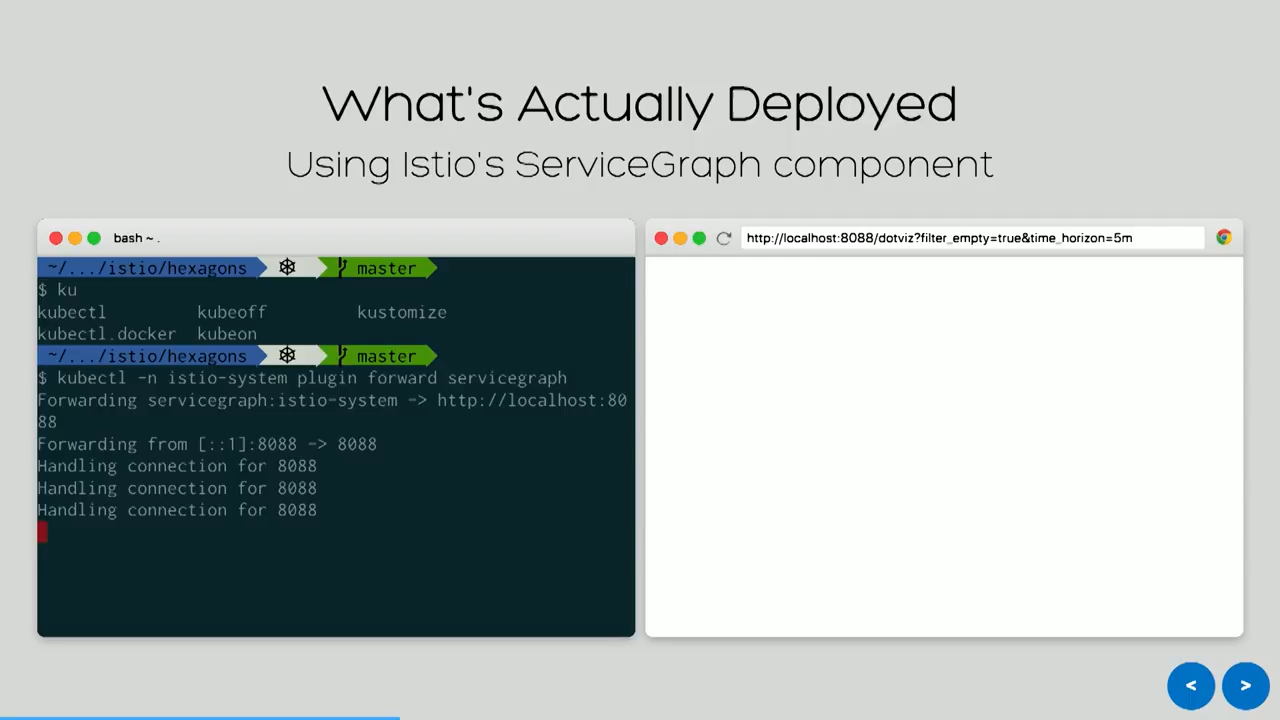 What's Actually Deployed
Using Istio's ServiceGraph component
bash ~ .
~/.../istio/hexagons master
$ ku
kubectl kubeoff kustomize
kubectl.docker kubeon
~/.../istio/hexagons master
$ kubectl -n istio-system plugin forward servicegraph
Forwarding servicegraph:istio-system -> http://localhost:80
88
Forwarding from [::1]:8088 -> 8088
Handling connection for 8088
Handling connection for 8088
Handling connection for 8088
http://localhost:8088/dotviz?filter_empty=true&time_horizon=5m
< >